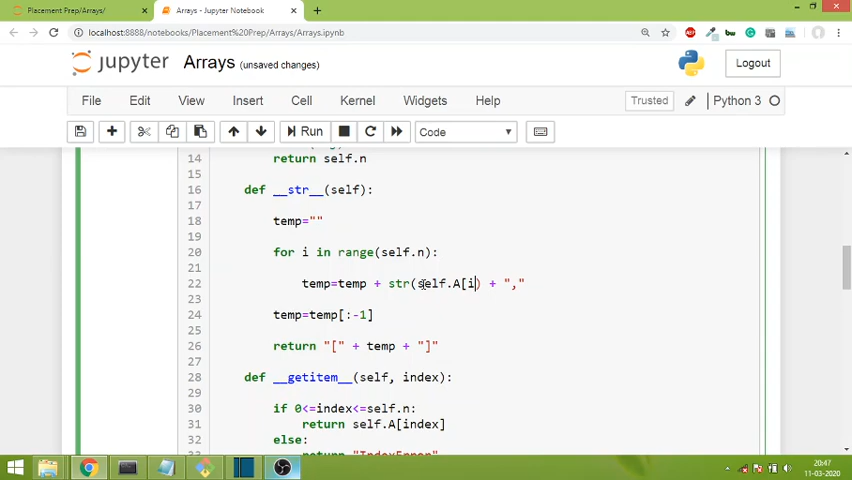 Placement Prep/Arrays/
Arrays - Jupyter Notebook
localhost:8888/notebooks/Placement%20Prep/Arrays/Arrays.ipynb
jupyter Arrays (unsaved changes)
Logout
File Edit View Insert Cell Kernel Widgets Help
Trusted
Python 3
Run
Code
14 return self.n
15
16 def __str__(self):
17
18 temp=""
19
20 for i in range(self.n):
21
22 temp=temp + str(self.A[i) + ","
23
24 temp=temp[:-1]
25
26 return "[" + temp + "]"
27
28 def __getitem__(self, index):
29
30 if 0<=index<=self.n:
31 return self.A[index]
32 else:
33 return "IndexError"
20:47
11-03-2020